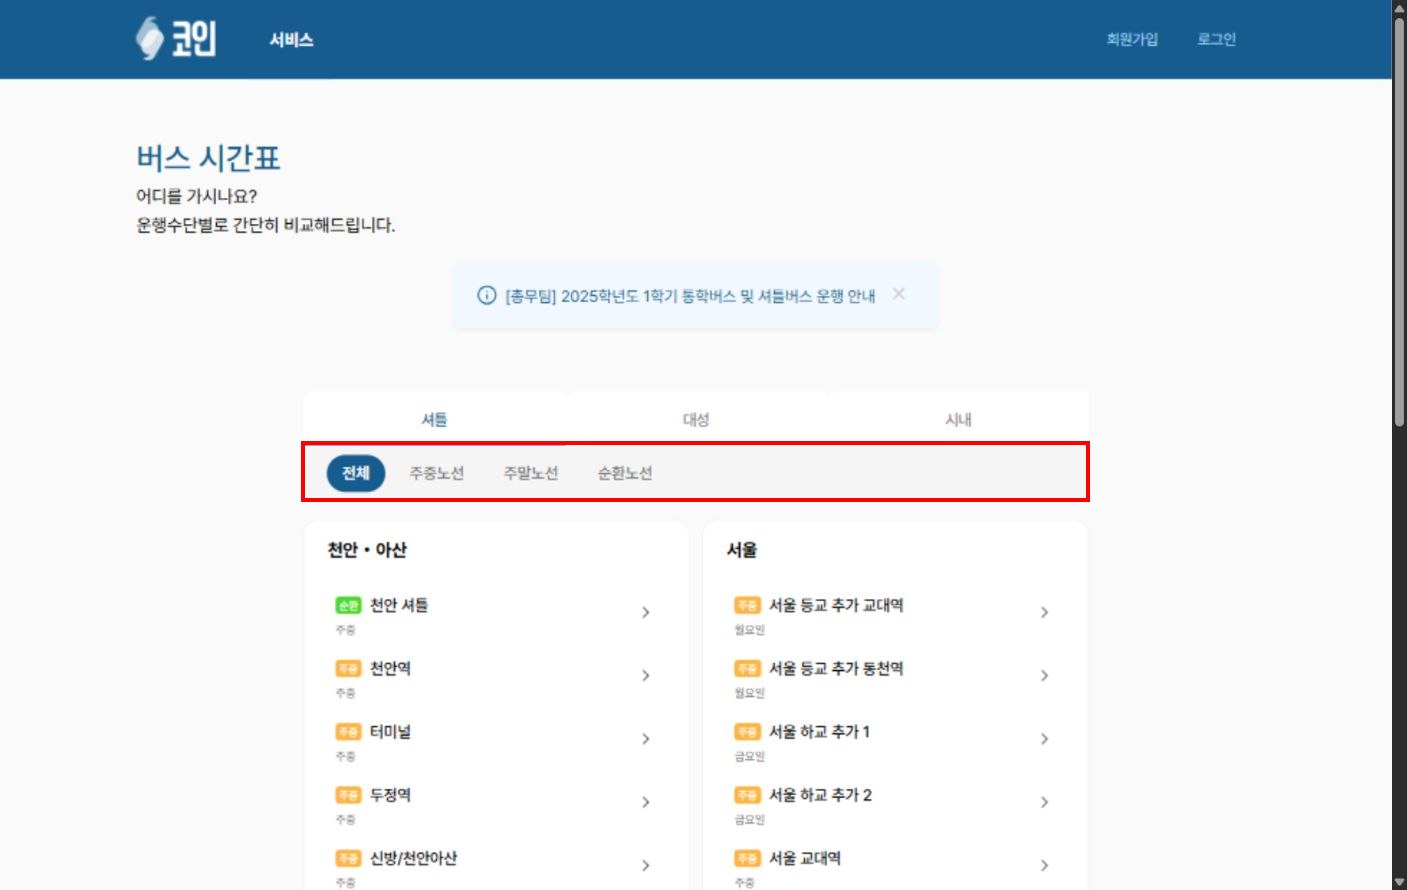 코인 서비스 회원가입 로그인
버스 시간표
어디를 가시나요?
운행수단별로 간단히 비교해드립니다.
[총무팀] 2025학년도 1학기 통학버스 및 셔틀버스 운행 안내
셔틀 대성 시내
전체 주중노선 주말노선 순환노선
천안 • 아산
순환 천안 셔틀
주중
주중 천안역
주중
주중 터미널
주중
주중 두정역
주중
주중 신방/천안아산
주중
서울
주중 서울 등교 추가 교대역
월요일
주중 서울 등교 추가 동천역
월요일
주중 서울 하교 추가 1
금요일
주중 서울 하교 추가 2
금요일
주중 서울 교대역
주중